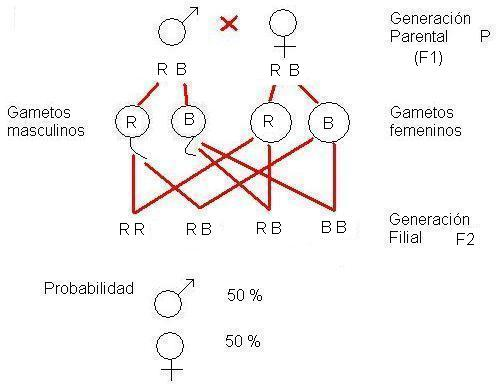 Generación
Parental P
(F1)
R B R B
Gametos
masculinos
R B R B
Gametos
femeninos
R R R B R B B B
Generación
Filial F2
Probabilidad
50 %
50 %